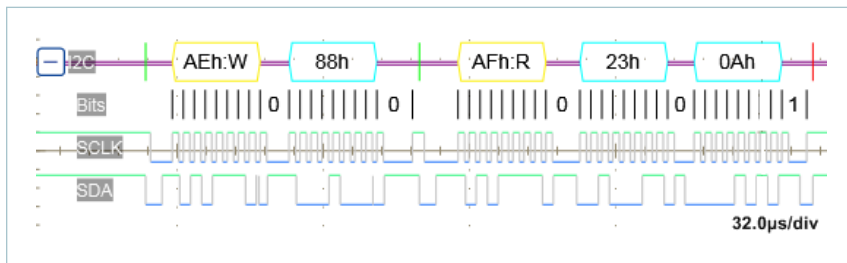 I2C AEh:W 88h AFh:R 23h 0Ah
Bits 0 0 0 0 1
SCLK
SDA
32.0µs/div